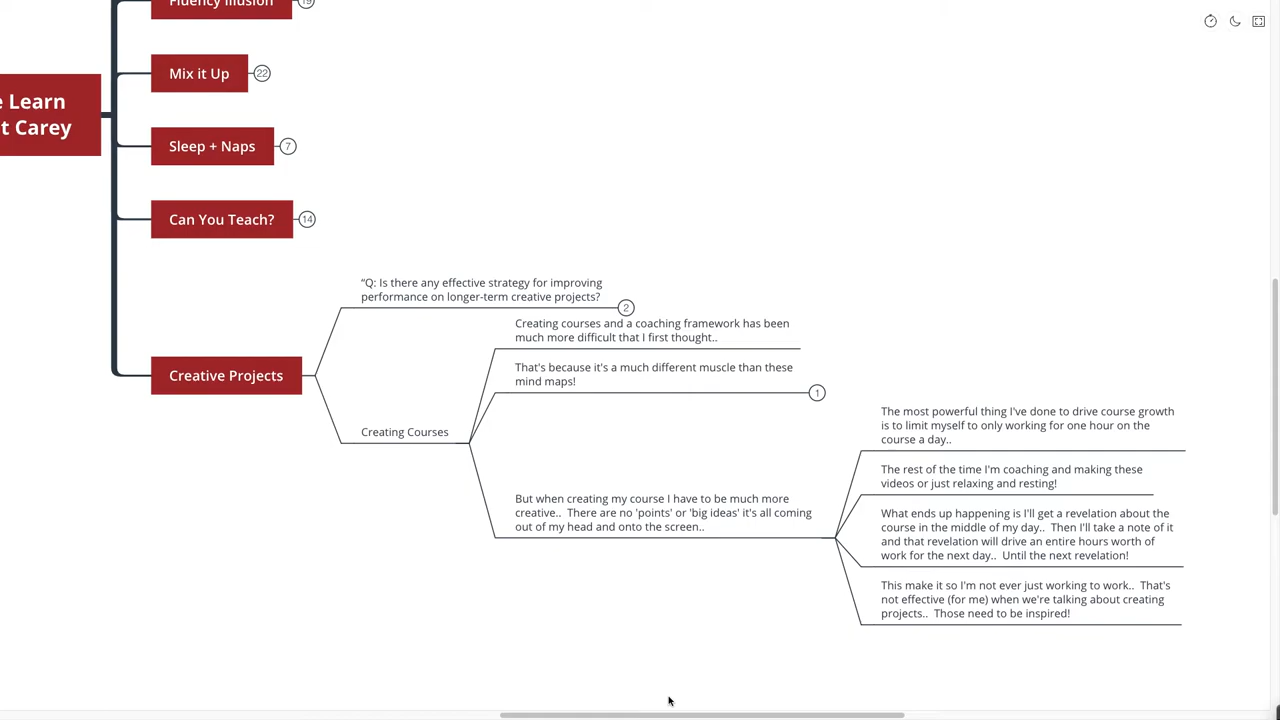 Fluency Illusion
19
Mix it Up
22
e Learn
t Carey
Sleep + Naps
7
Can You Teach?
14
“Q: Is there any effective strategy for improving
performance on longer-term creative projects?
2
Creating courses and a coaching framework has been
much more difficult that I first thought..
That's because it's a much different muscle than these
mind maps!
1
Creative Projects
Creating Courses
But when creating my course I have to be much more
creative..  There are no 'points' or 'big ideas' it's all coming
out of my head and onto the screen..
The most powerful thing I've done to drive course growth
is to limit myself to only working for one hour on the
course a day..
The rest of the time I'm coaching and making these
videos or just relaxing and resting!
What ends up happening is I'll get a revelation about the
course in the middle of my day..  Then I'll take a note of it
and that revelation will drive an entire hours worth of
work for the next day..  Until the next revelation!
This make it so I'm not ever just working to work..  That's
not effective (for me) when we're talking about creating
projects..  Those need to be inspired!